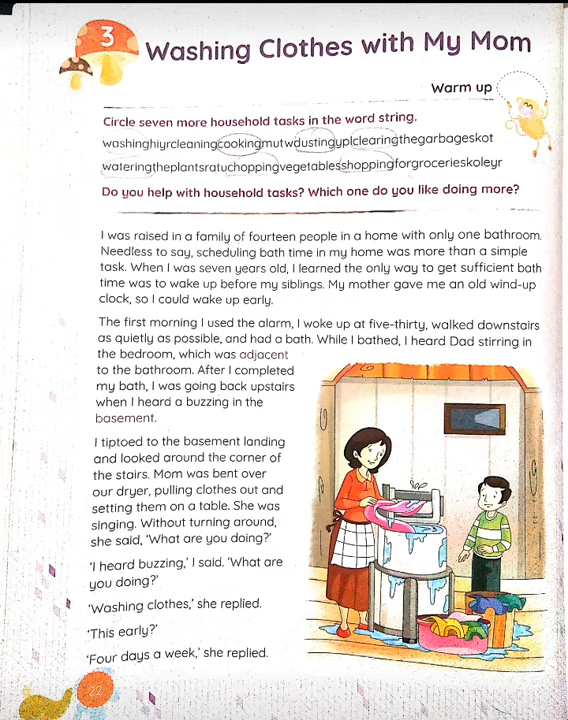 3
Washing Clothes with My Mom
Warm up
Circle seven more household tasks in the word string.
washinghiyrcleaningcookingmutwdustingyplclearingthegarbageskot
wateringtheplantsratuchoppingvegetablesshoppingforgrocerieskoleyr
Do you help with household tasks? Which one do you like doing more?
I was raised in a family of fourteen people in a home with only one bathroom.
Needless to say, scheduling bath time in my home was more than a simple
task. When I was seven years old, I learned the only way to get sufficient bath
time was to wake up before my siblings. My mother gave me an old wind-up
clock, so I could wake up early.
The first morning I used the alarm, I woke up at five-thirty, walked downstairs
as quietly as possible, and had a bath. While I bathed, I heard Dad stirring in
the bedroom, which was adjacent
to the bathroom. After I completed
my bath, I was going back upstairs
when I heard a buzzing in the
basement.
I tiptoed to the basement landing
and looked around the corner of
the stairs. Mom was bent over
our dryer, pulling clothes out and
setting them on a table. She was
singing. Without turning around,
she said, ‘What are you doing?’
‘I heard buzzing,’ I said. ‘What are
you doing?’
‘Washing clothes,’ she replied.
‘This early?’
‘Four days a week,’ she replied.
22